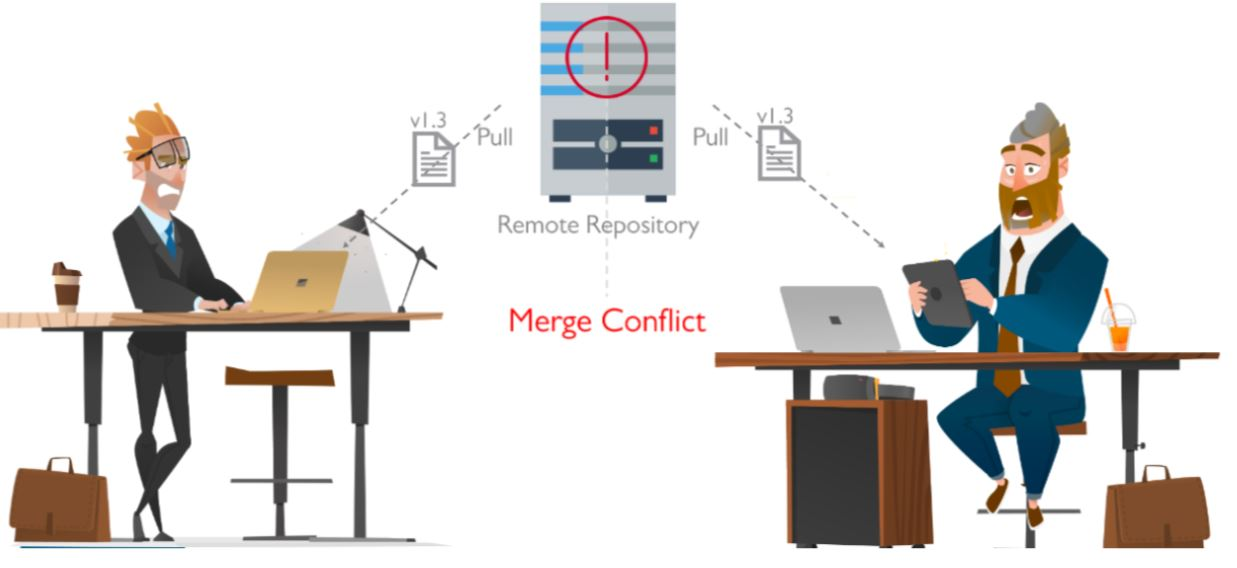 v1.3
Pull
Pull
v1.3
Remote Repository
Merge Conflict